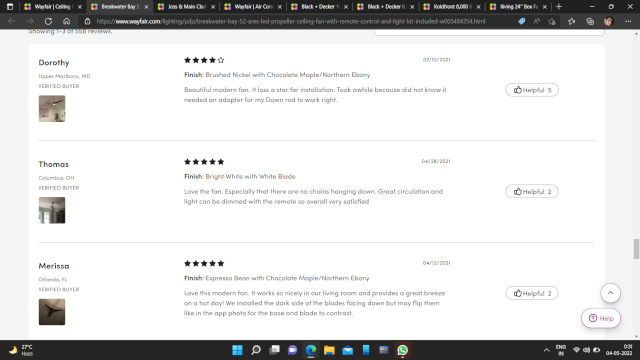 Wayfair | Ceiling F
Breakwater Bay 5
Joss & Main Clark
Wayfair | Air Con
Black + Decker 1
Black + Decker 8
Koldfront 8,000 B
iliving 24" Box F
https://www.wayfair.com/lighting/pdp/breakwater-bay-52-ares-led-propeller-ceiling-fan-with-remote-control-and-light-kit-included-w005484354.html
Showing 1-3 of 558 reviews.
Dorothy
07/10/2021
Upper Marlboro, MD
VERIFIED BUYER
Finish: Brushed Nickel with Chocolate Maple/Northern Ebony
Beautiful modern fan. It loss a star for installation. Took awhile because did not know it
needed an adapter for my Down rod to work right.
Helpful 5
Thomas
04/28/2021
Columbus, OH
VERIFIED BUYER
Finish: Bright White with White Blade
Love the fan. Especially that there are no chains hanging down. Great circulation and
light can be dimmed with the remote so overall very satisfied
Helpful 2
Merissa
04/12/2021
Orlando, FL
VERIFIED BUYER
Finish: Espresso Bean with Chocolate Maple/Northern Ebony
Love this modern fan. It works so nicely in our living room and provides a great breeze
on a hot day! We installed the dark side of the blades facing down but may flip them
like in the app photo for the base and blade to contrast.
Helpful 2
Help
27°C
Haze
ENG
IN
0:31
04-05-2022